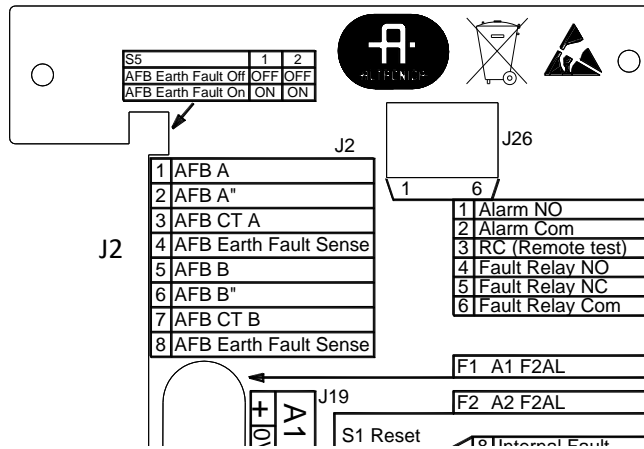 S5 1 2
AFB Earth Fault Off OFF OFF
AFB Earth Fault On ON ON
AUTRONICA
J2
J26
1 6
1 AFB A
2 AFB A"
3 AFB CT A
4 AFB Earth Fault Sense
5 AFB B
6 AFB B"
7 AFB CT B
8 AFB Earth Fault Sense
J2
1 Alarm NO
2 Alarm Com
3 RC (Remote test)
4 Fault Relay NO
5 Fault Relay NC
6 Fault Relay Com
F1 A1 F2AL
F2 A2 F2AL
J19
A1
+
S1 Reset
8 Internal Fault